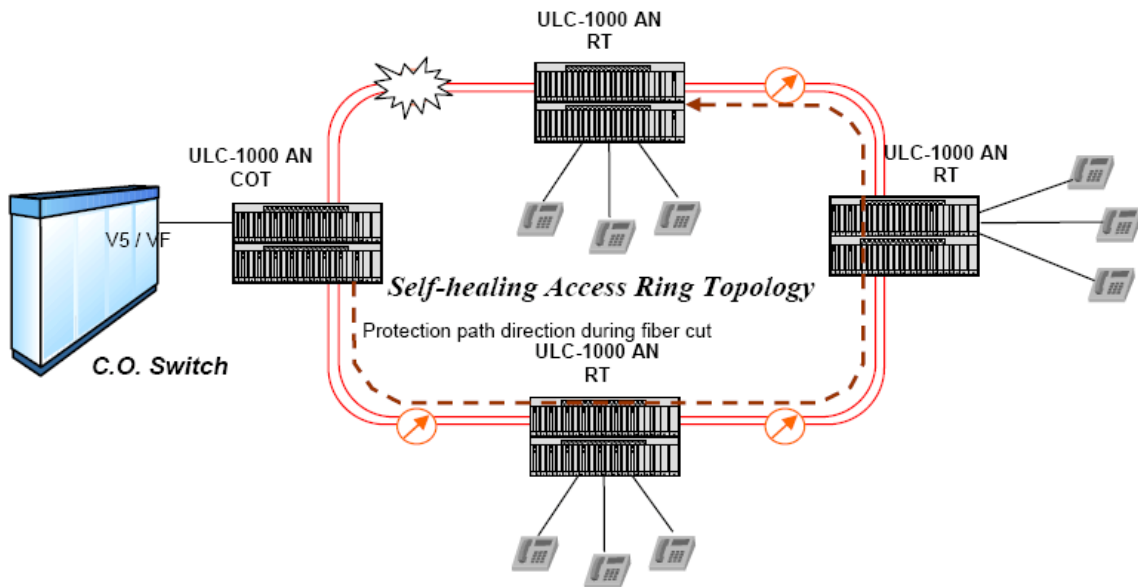 ULC-1000 AN
RT
ULC-1000 AN
COT
ULC-1000 AN
RT
V5 / VF
Self-healing Access Ring Topology
Protection path direction during fiber cut
ULC-1000 AN
RT
C.O. Switch